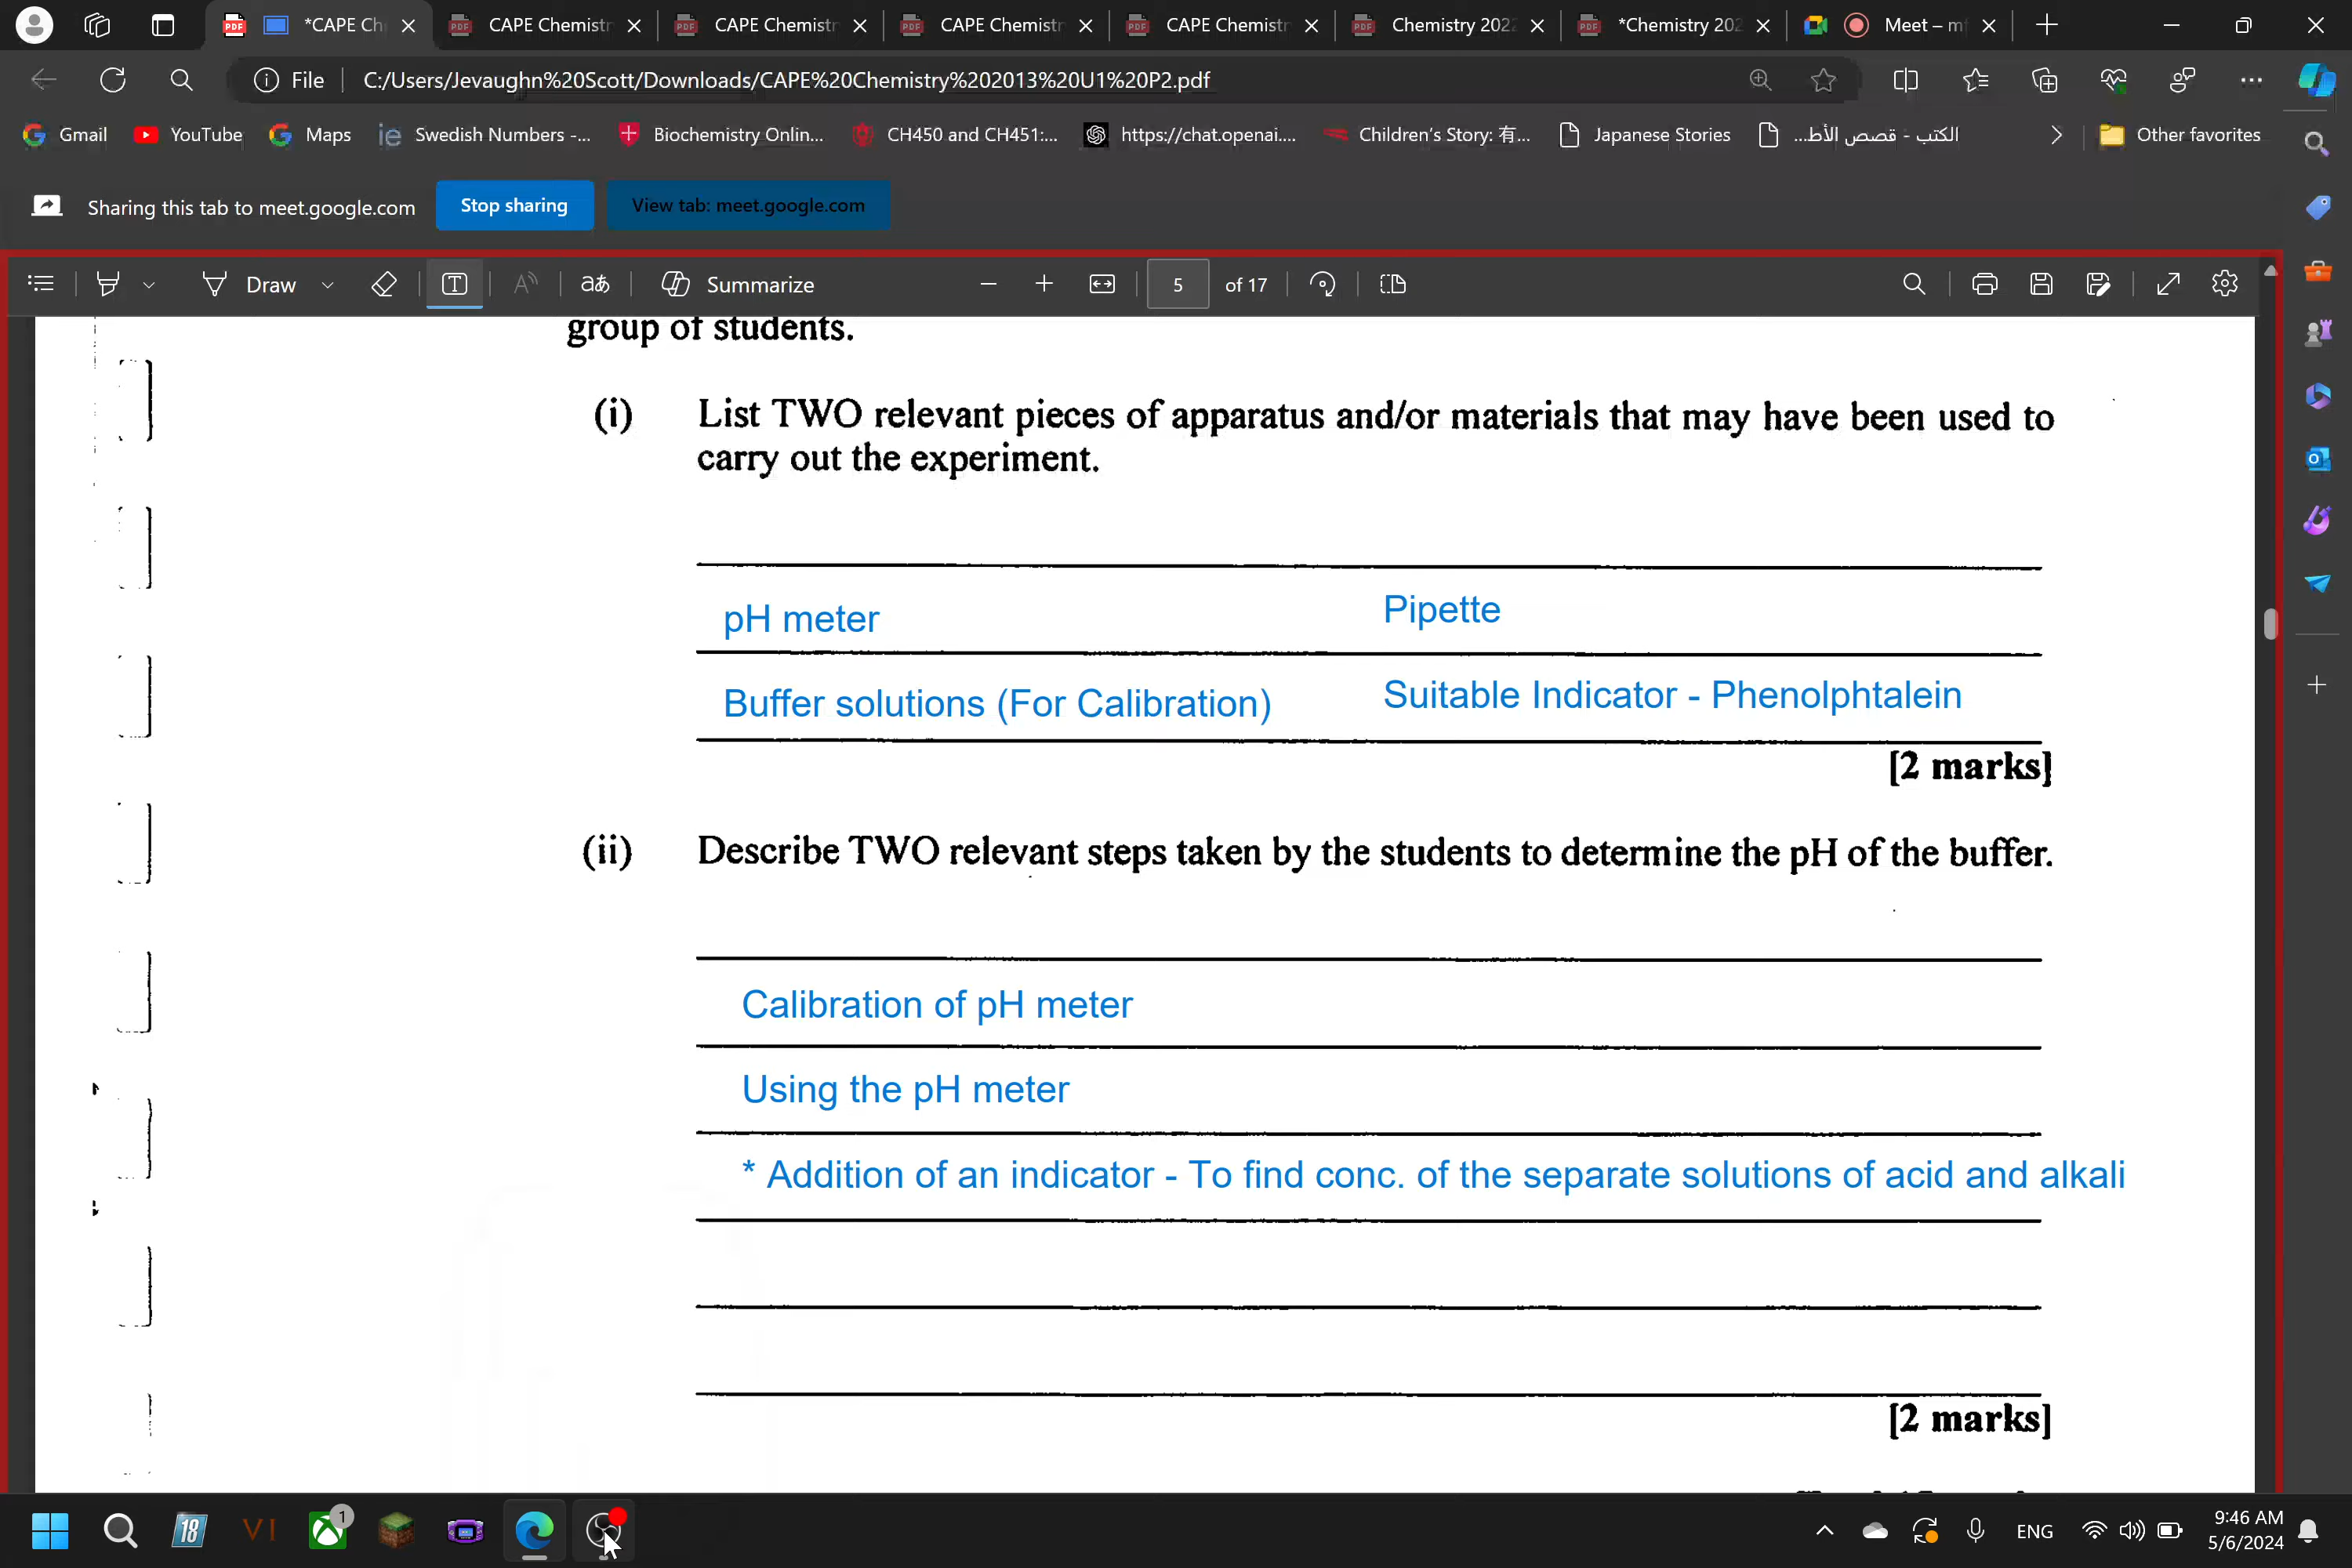 *CAPE Ch
CAPE Chemistr
CAPE Chemistr
CAPE Chemistr
CAPE Chemistr
Chemistry 202
*Chemistry 202
Meet – m
File
C:/Users/Jevaughn%20Scott/Downloads/CAPE%20Chemistry%202013%20U1%20P2.pdf
Gmail
YouTube
Maps
Swedish Numbers -...
Biochemistry Onlin...
CH450 and CH451:...
https://chat.openai....
Children's Story: 有...
Japanese Stories
الكتب - قصص الأط...
Other favorites
Sharing this tab to meet.google.com
Stop sharing
View tab: meet.google.com
Draw
Summarize
5
of 17
group of students.
(i) List TWO relevant pieces of apparatus and/or materials that may have been used to
carry out the experiment.
pH meter Pipette
Buffer solutions (For Calibration) Suitable Indicator - Phenolphtalein
[2 marks]
(ii) Describe TWO relevant steps taken by the students to determine the pH of the buffer.
Calibration of pH meter
Using the pH meter
* Addition of an indicator - To find conc. of the separate solutions of acid and alkali
[2 marks]
18
VI
1
ENG
9:46 AM
5/6/2024